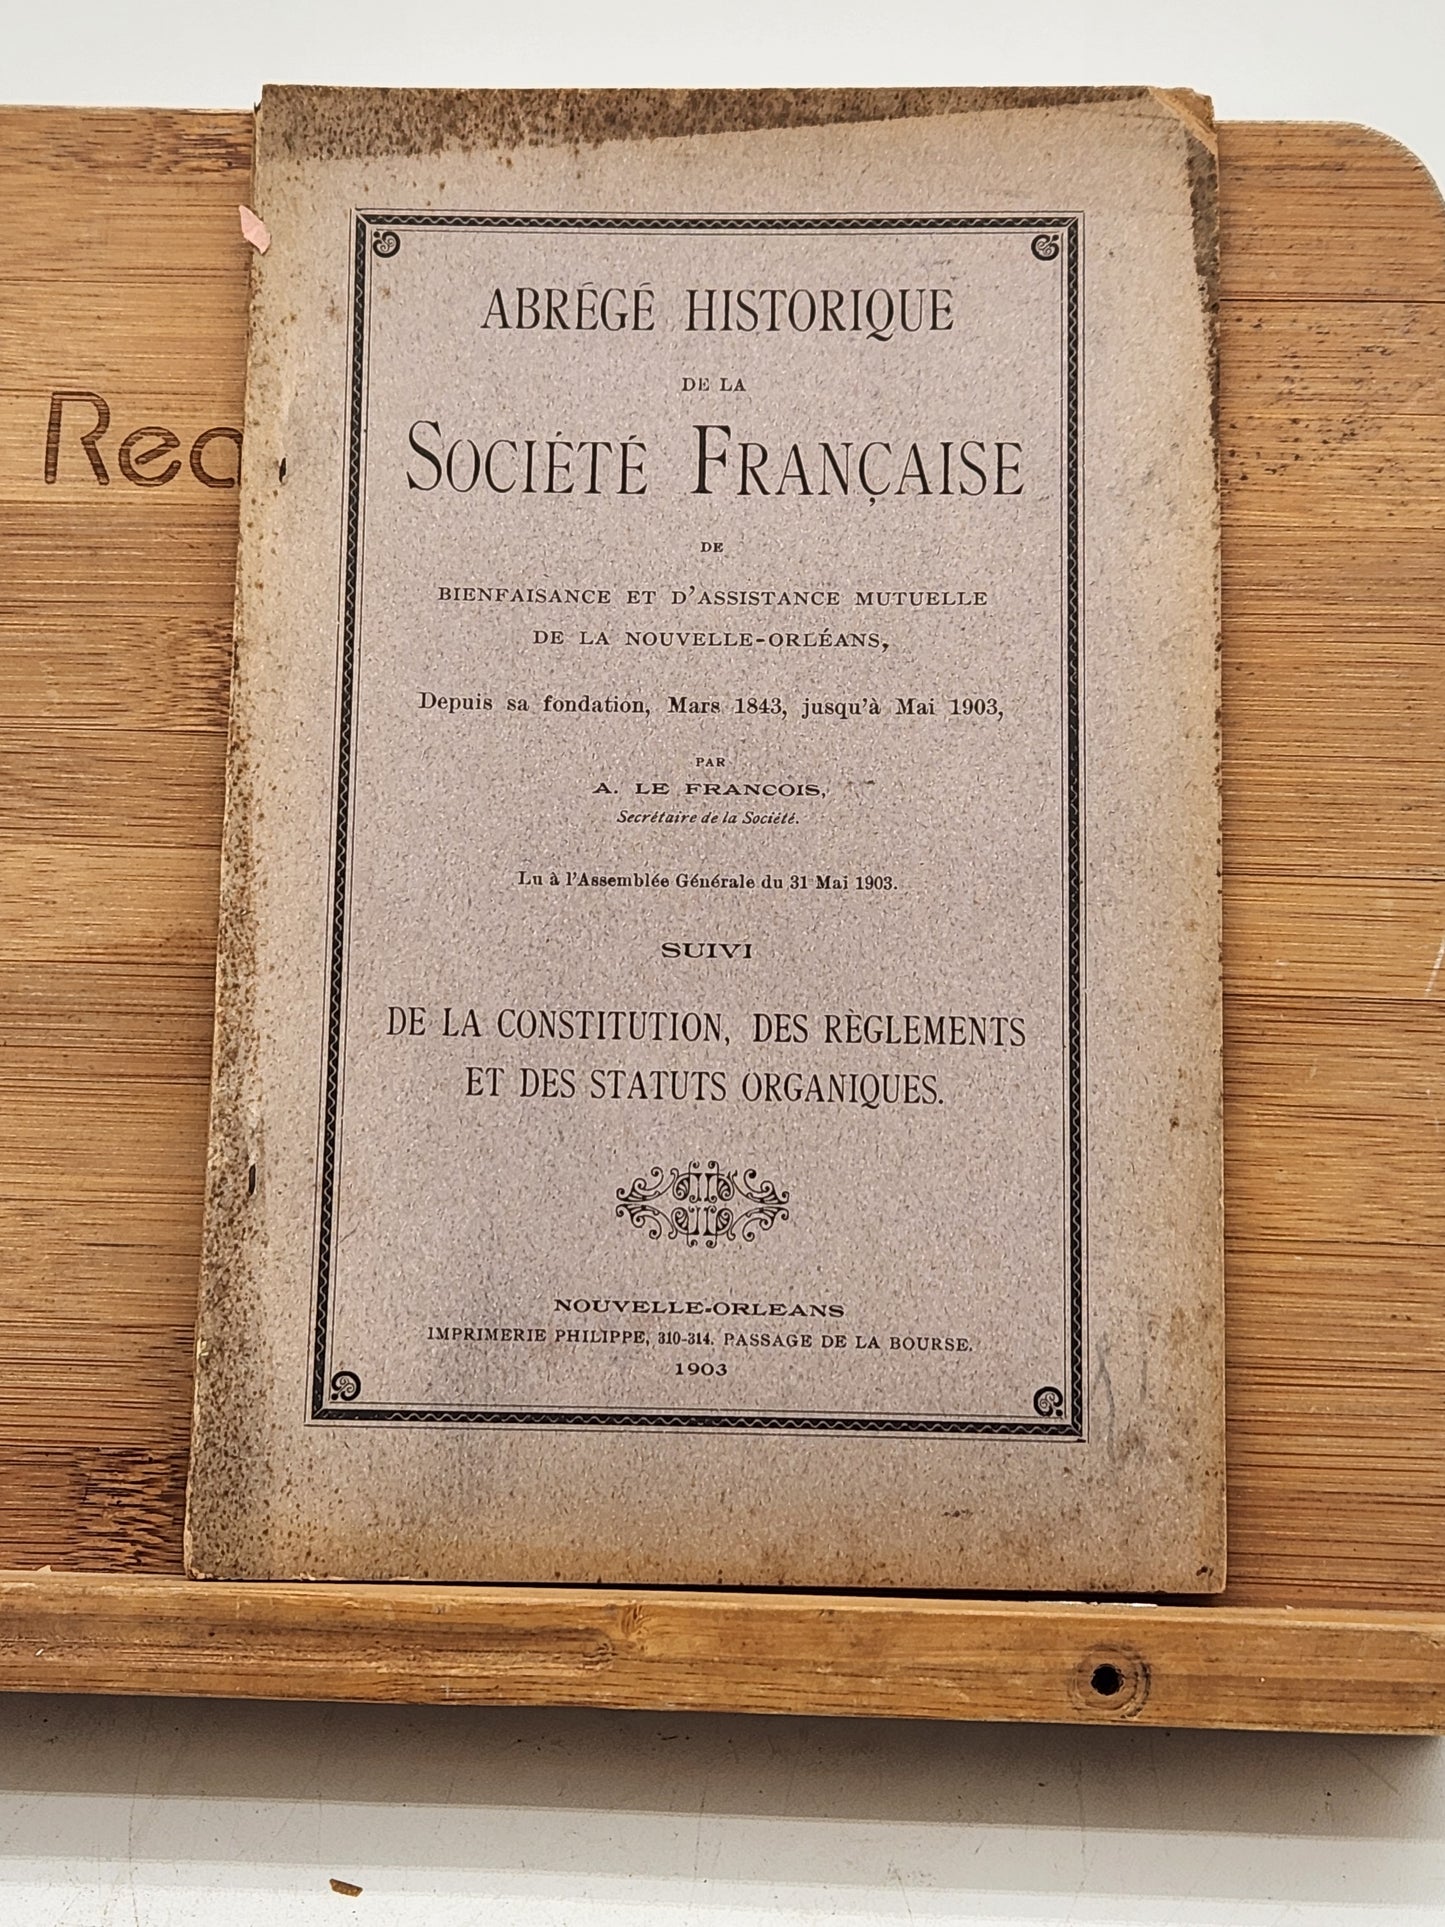 Rea
ABRÉGÉ HISTORIQUE
DE LA
SOCIÉTÉ FRANÇAISE
DE
BIENFAISANCE ET D'ASSISTANCE MUTUELLE
DE LA NOUVELLE-ORLÉANS,
Depuis sa fondation, Mars 1843, jusqu'à Mai 1903,
PAR
A. LE FRANCOIS,
Secrétaire de la Société.
Lu à l'Assemblée Générale du 31 Mai 1903.
SUIVI
DE LA CONSTITUTION, DES RÈGLEMENTS
ET DES STATUTS ORGANIQUES.
NOUVELLE-ORLEANS
IMPRIMERIE PHILIPPE, 310-314. PASSAGE DE LA BOURSE.
1903